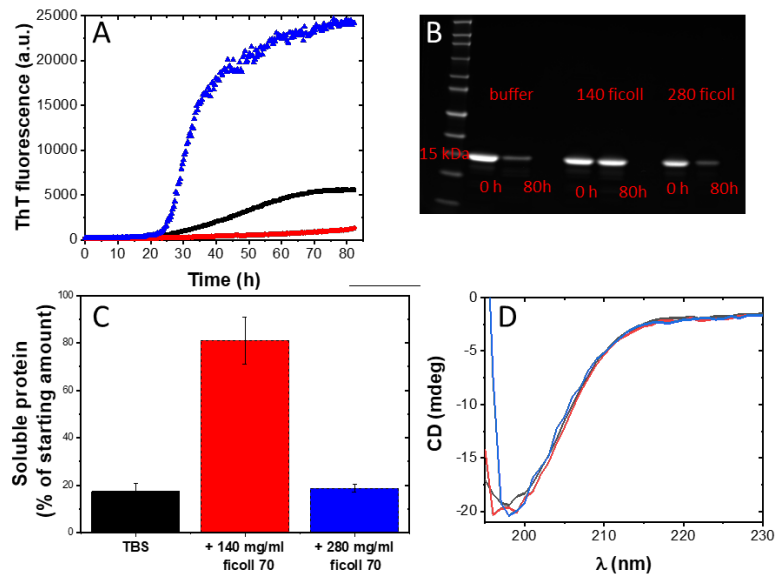 A
ThT fluorescence (a.u.)
25000
20000
15000
10000
5000
0
0 10 20 30 40 50 60 70 80
Time (h)
B
buffer 140 ficoll 280 ficoll
15 kDa
0 h 80h 0 h 80h 0 h 80h
C
Soluble protein
(% of starting amount)
100
80
60
40
20
0
TBS
+ 140 mg/ml
ficoll 70
+ 280 mg/ml
ficoll 70
D
CD (mdeg)
0
-5
-10
-15
-20
200 210 220 230
λ (nm)